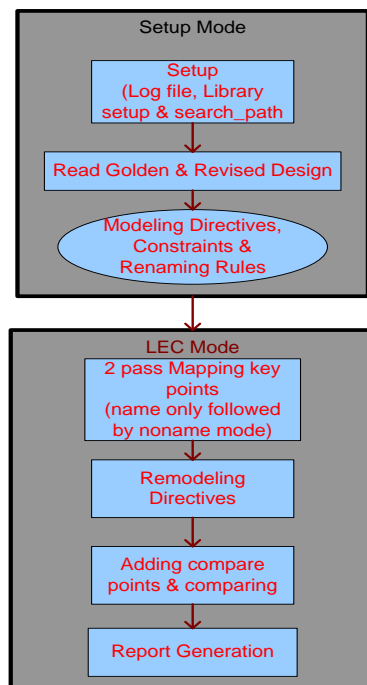 Setup Mode
Setup
(Log file, Library
setup & search_path
Read Golden & Revised Design
Modeling Directives,
Constraints &
Renaming Rules
LEC Mode
2 pass Mapping key
points
(name only followed
by noname mode)
Remodeling
Directives
Adding compare
points & comparing
Report Generation